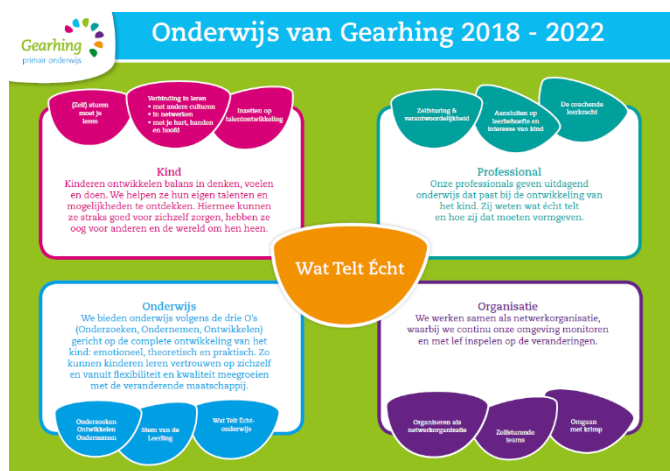 Gearhing
primair onderwijs
Onderwijs van Gearhing 2018 - 2022
(Zelf) sturen
moet je
leren
Verbinding in leren
• met andere culturen
• in netwerken
• met je hart, handen
en hoofd
Inzetten op
talentontwikkeling
Kind
Kinderen ontwikkelen balans in denken, voelen
en doen. We helpen ze hun eigen talenten en
mogelijkheden te ontdekken. Hiermee kunnen
ze straks goed voor zichzelf zorgen, hebben ze
oog voor anderen en de wereld om hen heen.
Zelfsturing &
verantwoordelijkheid
Aansluiten op
leerbehoefte en
interesse van kind
De coachende
leerkracht
Professional
Onze professionals geven uitdagend
onderwijs dat past bij de ontwikkeling van
het kind. Zij weten wat écht telt
en hoe zij dat moeten vormgeven.
Wat Telt Écht
Onderwijs
We bieden onderwijs volgens de drie O's
(Onderzoeken, Ondernemen, Ontwikkelen)
gericht op de complete ontwikkeling van het
kind: emotioneel, theoretisch en praktisch. Zo
kunnen kinderen leren vertrouwen op zichzelf
en vanuit flexibiliteit en kwaliteit meegroeien
met de veranderende maatschappij.
Onderzoeken
Ontwikkelen
Ondernemen
Stem van de
Leerling
Wat Telt Écht-
onderwijs
Organisatie
We werken samen als netwerkorganisatie,
waarbij we continu onze omgeving monitoren
en met lef inspelen op de veranderingen.
Organiseren als
netwerkorganisatie
Zelfsturende
teams
Omgaan
met krimp